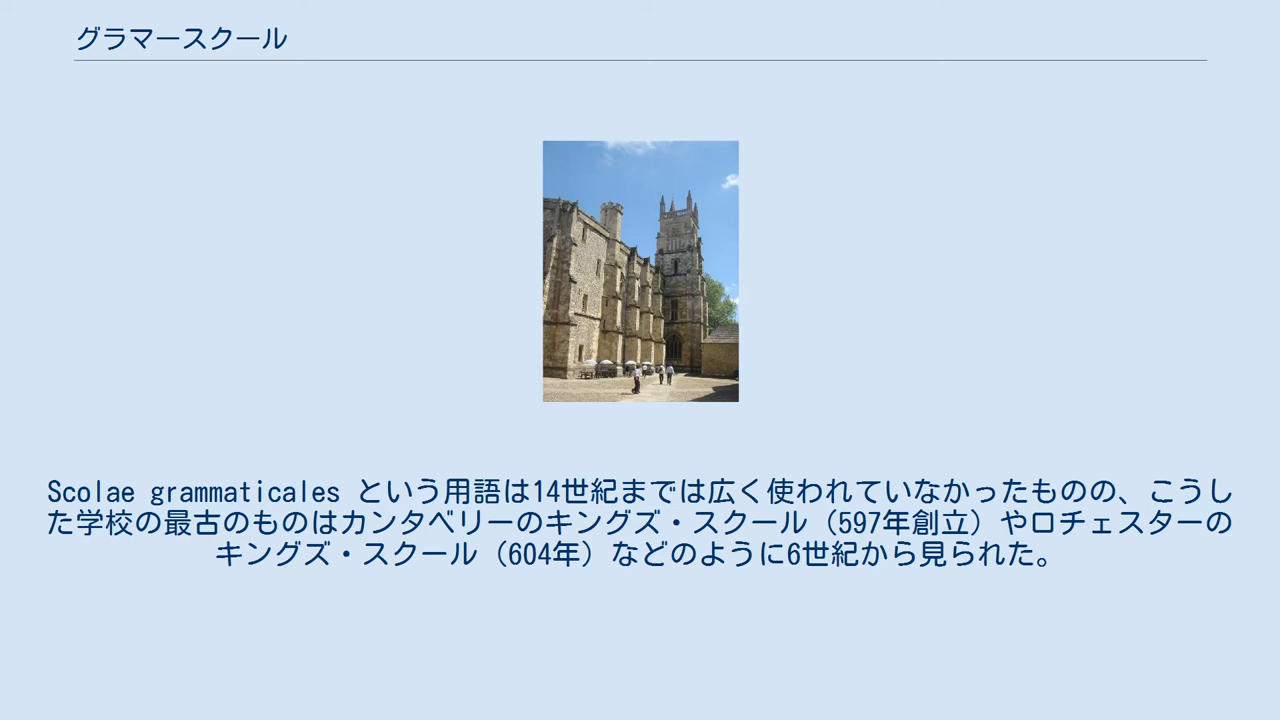 グラマースクール
Scolae grammaticales という用語は14世紀までは広く使われていなかったものの、こうし
た学校の最古のものはカンタベリーのキングズ・スクール（597年創立）やロチェスターの
キングズ・スクール（604年）などのように6世紀から見られた。